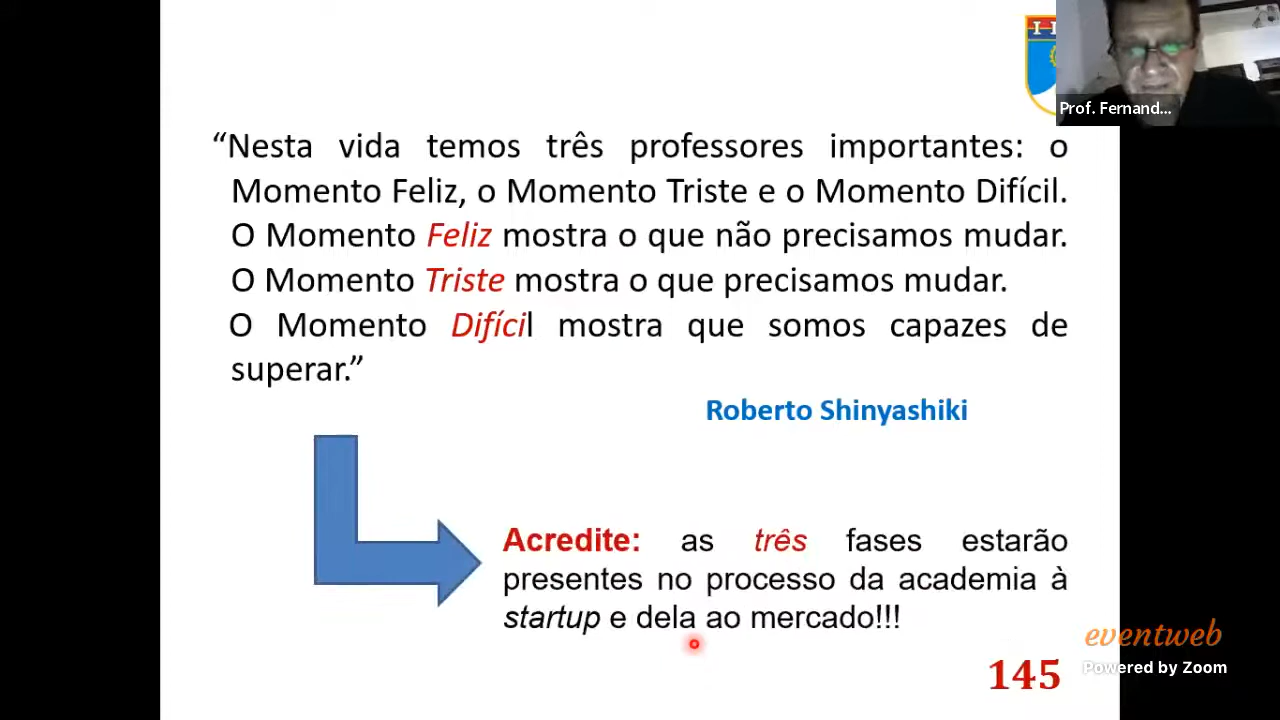 I I
Prof. Fernand...
“Nesta vida temos três professores importantes: o
Momento Feliz, o Momento Triste e o Momento Difícil.
O Momento Feliz mostra o que não precisamos mudar.
O Momento Triste mostra o que precisamos mudar.
O Momento Difícil mostra que somos capazes de
superar.”
Roberto Shinyashiki
Acredite: as três fases estarão
presentes no processo da academia à
startup e dela ao mercado!!!
eventweb
Powered by Zoom
145